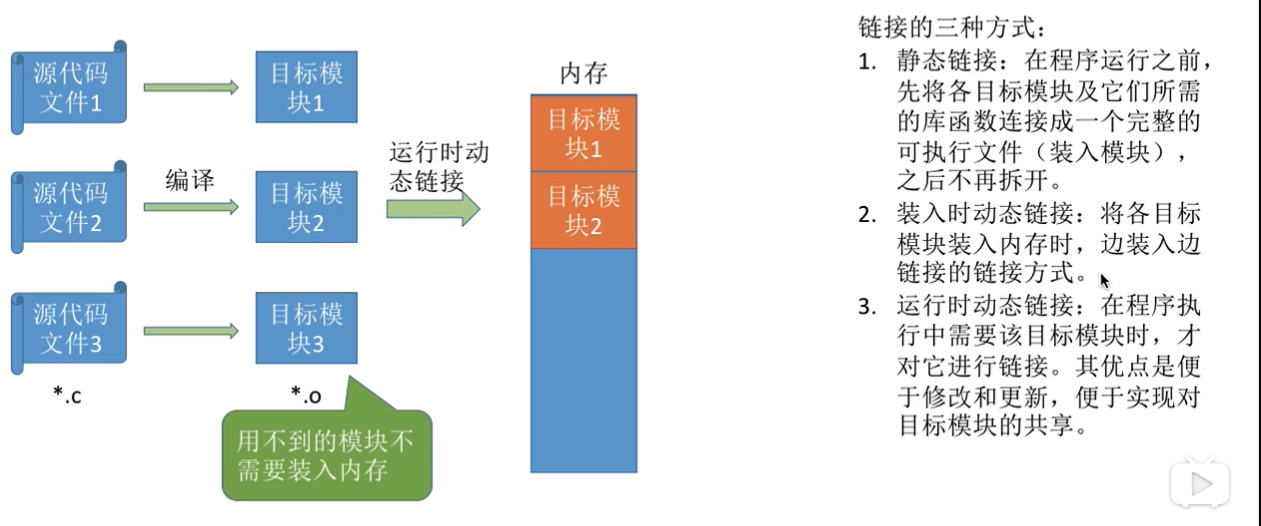 源代码
文件1
目标模
块1
源代码
文件2
编译
目标模
块2
源代码
文件3
目标模
块3
*.c
*.o
用不到的模块不
需要装入内存
运行时动
态链接
内存
目标模
块1
目标模
块2
链接的三种方式：
1. 静态链接：在程序运行之前，
先将各目标模块及它们所需
的库函数连接成一个完整的
可执行文件（装入模块），
之后不再拆开。
2. 装入时动态链接：将各目标
模块装入内存时，边装入边
链接的链接方式。
3. 运行时动态链接：在程序执
行中需要该目标模块时，才
对它进行链接。其优点是便
于修改和更新，便于实现对
目标模块的共享。